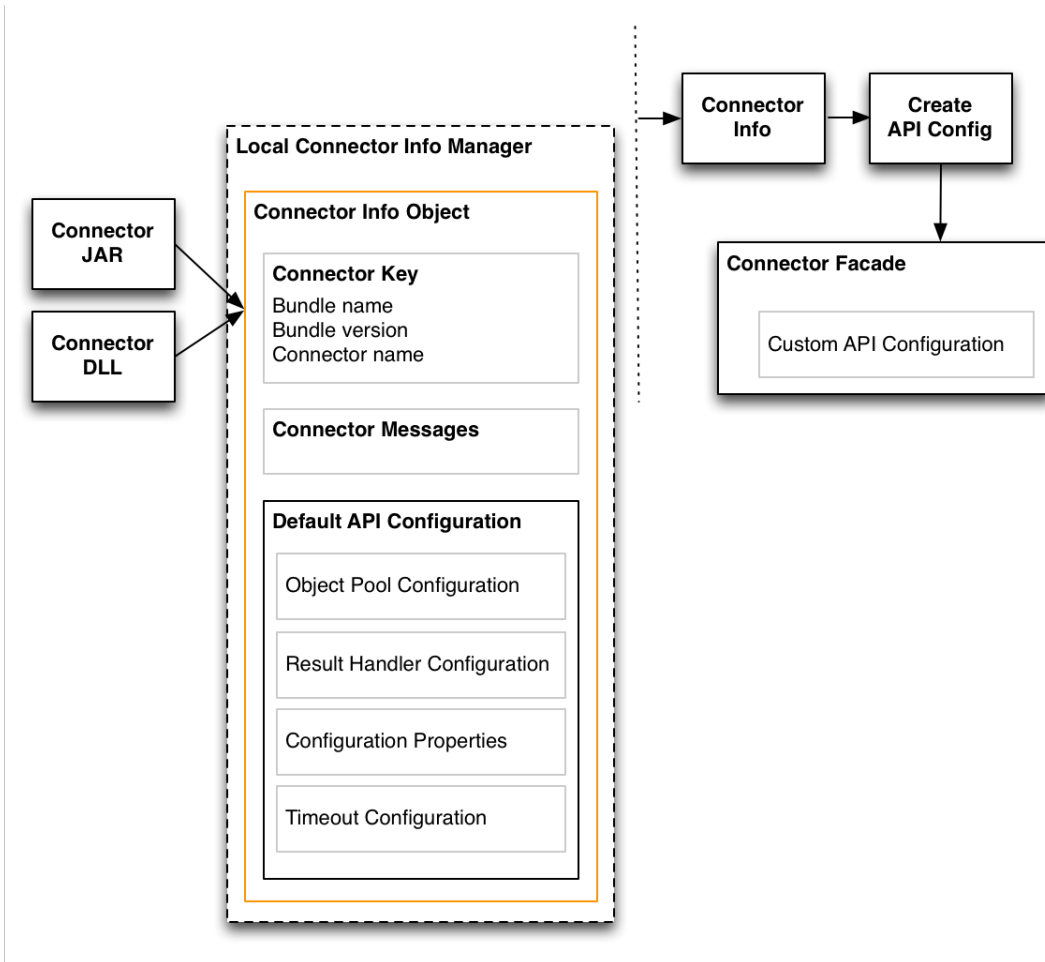 Connector
JAR
Connector
DLL
Local Connector Info Manager
Connector Info Object
Connector Key
Bundle name
Bundle version
Connector name
Connector Messages
Default API Configuration
Object Pool Configuration
Result Handler Configuration
Configuration Properties
Timeout Configuration
Connector
Info
Create
API Config
Connector Facade
Custom API Configuration